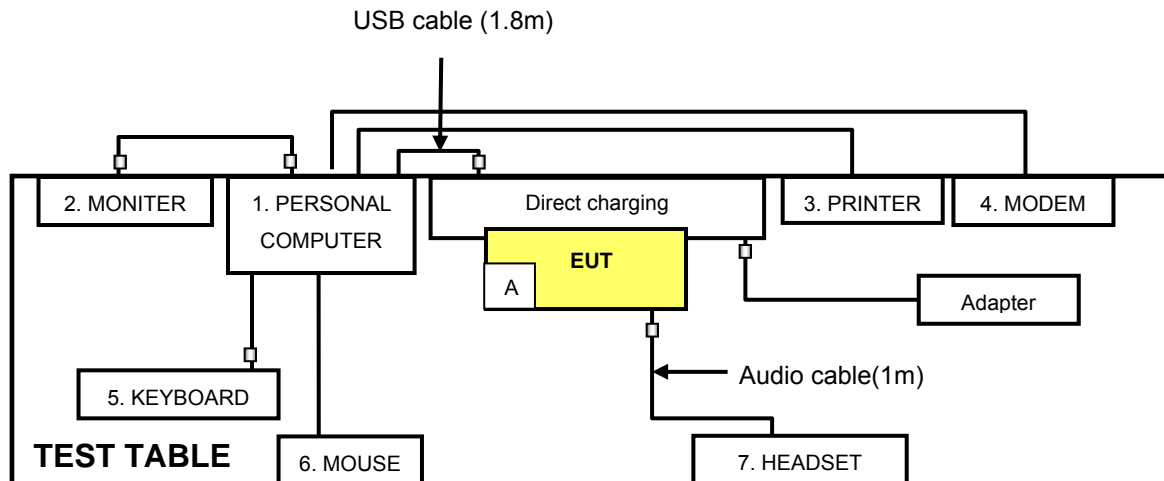 USB cable (1.8m)
2. MONITER
1. PERSONAL
COMPUTER
Direct charging
3. PRINTER
4. MODEM
EUT
A
Adapter
Audio cable(1m)
5. KEYBOARD
TEST TABLE
6. MOUSE
7. HEADSET